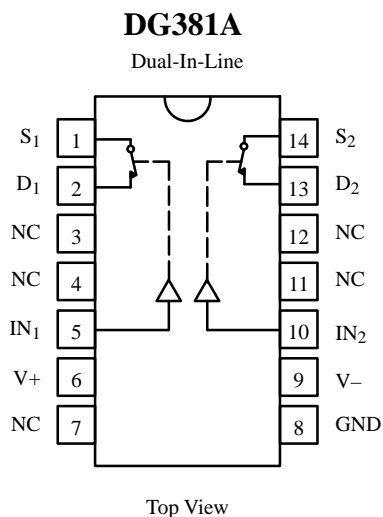 DG381A
Dual-In-Line
S1 1 14 S2
D1 2 13 D2
NC 3 12 NC
NC 4 11 NC
IN1 5 10 IN2
V+ 6 9 V–
NC 7 8 GND
Top View